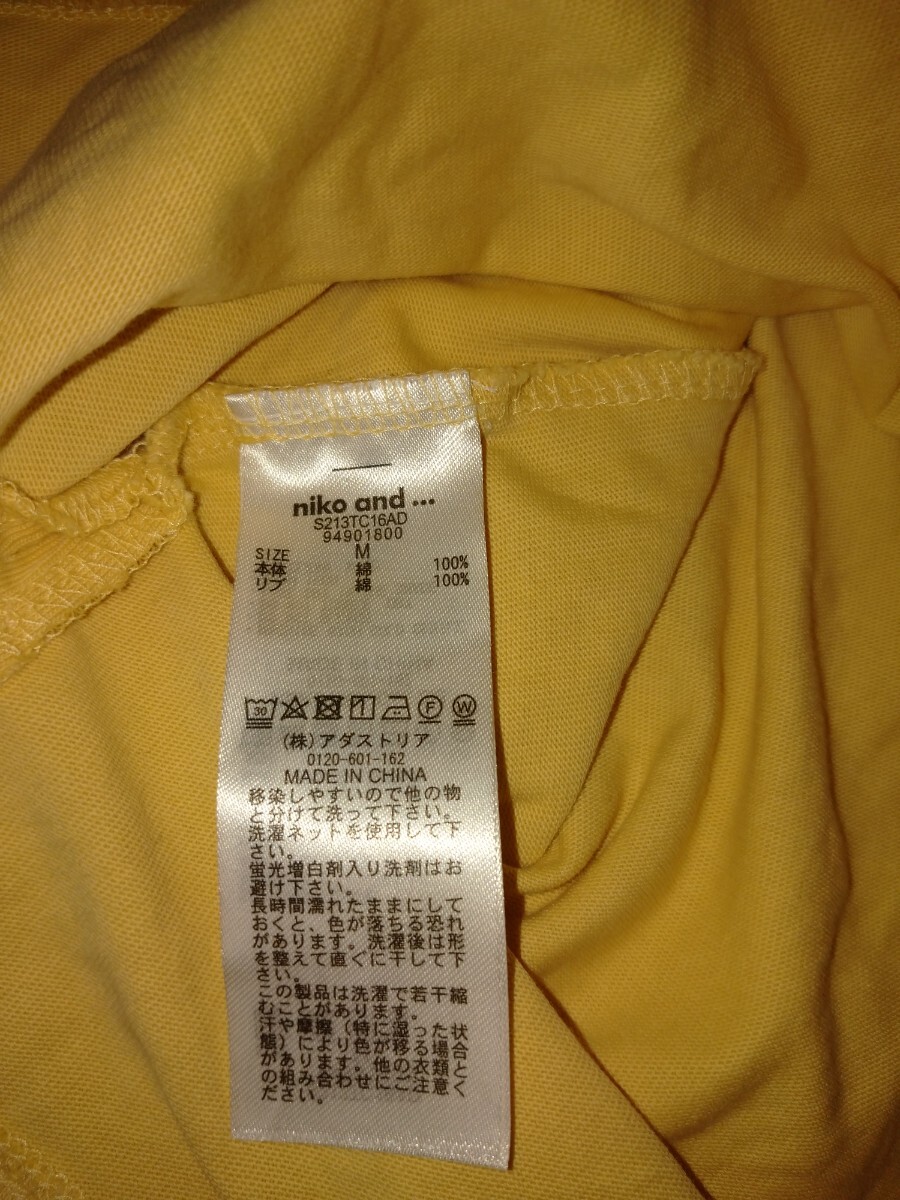 niko and ...
S213TC16AD
94901800
SIZE M
本体 綿 100%
リブ 綿 100%
30
(株)アダストリア
0120-601-162
MADE IN CHINA
移染しやすいので他の物
と分けて洗って下さい。
洗濯ネットを使用して下
さい。
蛍光増白剤入り洗剤はお
避け下さい。
長時間濡れたままにして
おくと、色が落ちる恐れ
があります。洗濯後は形
を整えて直ぐに干して下
さい。
この製品は洗濯で若干縮
むことがあります。
汗や摩擦（特に湿った状
態）により色が移る場合
があります。他の衣類と
の組み合わせにご注意く
ださい。